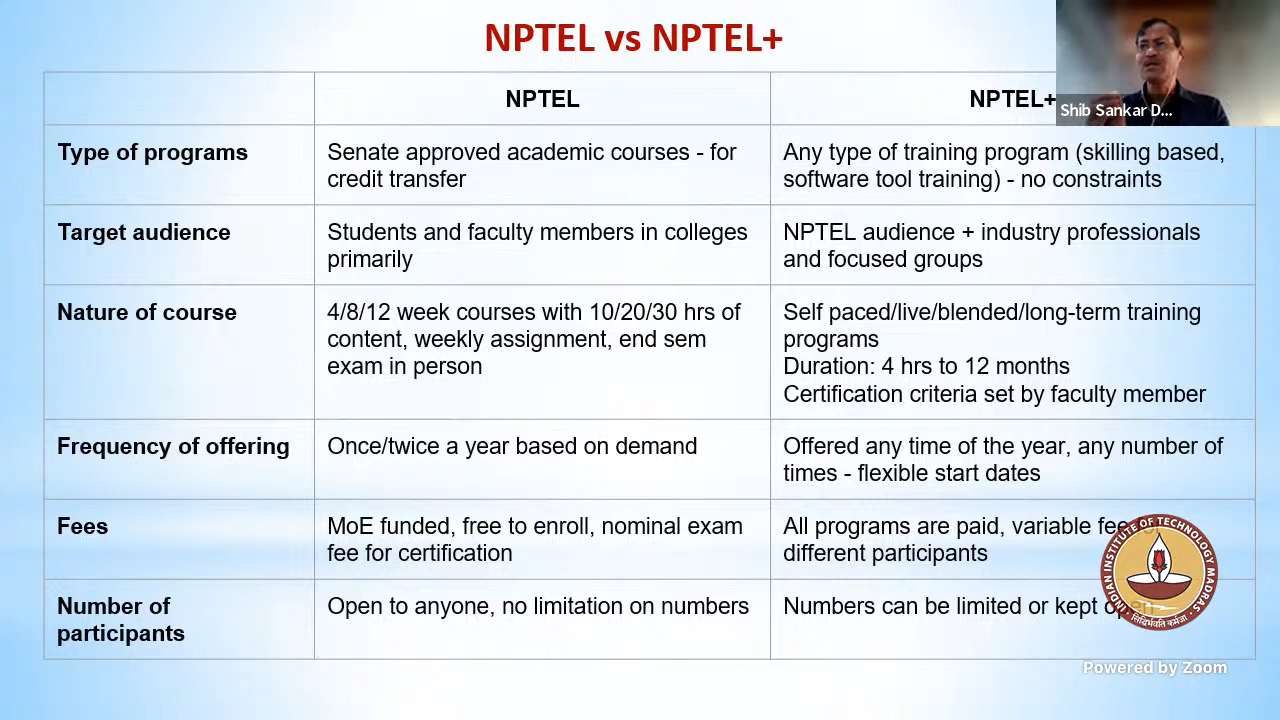 NPTEL vs NPTEL+
NPTEL
NPTEL+
Shib Sankar D...
Type of programs
Senate approved academic courses - for
credit transfer
Any type of training program (skilling based,
software tool training) - no constraints
Target audience
Students and faculty members in colleges
primarily
NPTEL audience + industry professionals
and focused groups
Nature of course
4/8/12 week courses with 10/20/30 hrs of
content, weekly assignment, end sem
exam in person
Self paced/live/blended/long-term training
programs
Duration: 4 hrs to 12 months
Certification criteria set by faculty member
Frequency of offering
Once/twice a year based on demand
Offered any time of the year, any number of
times - flexible start dates
Fees
MoE funded, free to enroll, nominal exam
fee for certification
All programs are paid, variable
different participants
Number of
participants
Open to anyone, no limitation on numbers
Numbers can be limited or kept
INDIAN INSTITUTE OF TECHNOLOGY MADRAS
सिद्धिर्भवति कर्मजा
Powered by Zoom